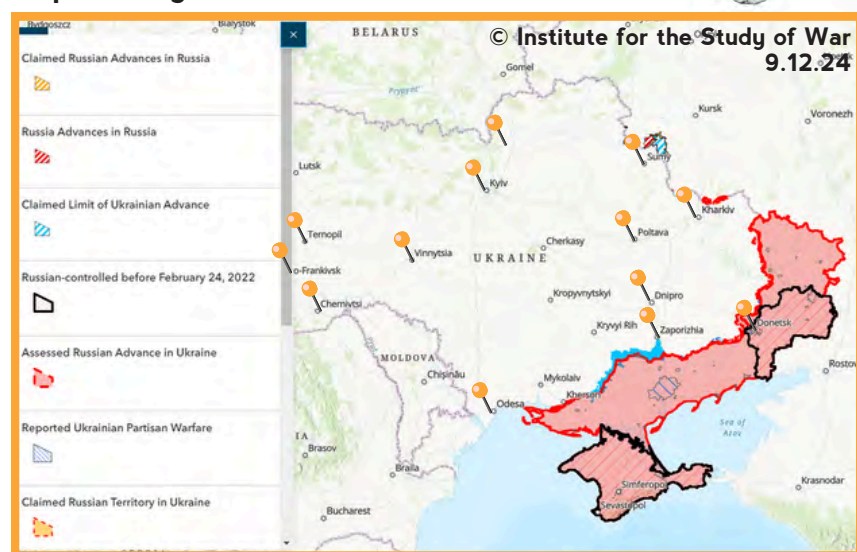 Bydgoszcz
Białystok
BELARUS
© Institute for the Study of War
9.12.24
Claimed Russian Advances in Russia
Russia Advances in Russia
Claimed Limit of Ukrainian Advance
Russian-controlled before February 24, 2022
Assessed Russian Advance in Ukraine
Reported Ukrainian Partisan Warfare
Claimed Russian Territory in Ukraine
Gomel
Pripyat'
Kursk
Voronezh
Lutsk
Sumy
Kyiv
Kharkiv
Ternopil
Poltava
Vinnytsia
UKRAINE
Cherkasy
-Frankivsk
Chernivtsi
Kropyvnytskyi
Dnipro
Kryvyi Rih
Zaporizhia
Donetsk
MOLDOVA
Chișinău
Mykolaiv
Rostov
Kherson
Odesa
Sea of
Azov
IA
Brasov
Braila
Krasnodar
Simferopol
Sevastopol
Bucharest